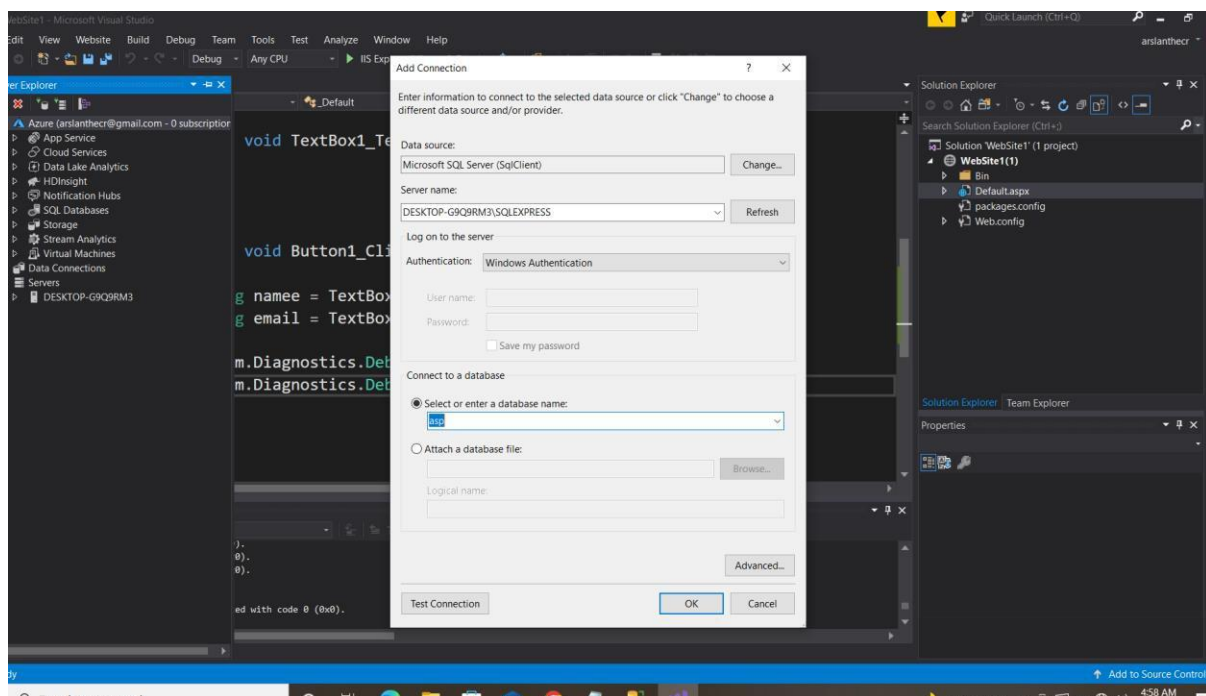 WebSite1 - Microsoft Visual Studio
Quick Launch (Ctrl+Q)
Edit View Website Build Debug Team Tools Test Analyze Window Help
arslanthecr
Debug Any CPU IIS Exp
Server Explorer
Azure (arslanthecr@gmail.com - 0 subscription
App Service
Cloud Services
Data Lake Analytics
HDInsight
Notification Hubs
SQL Databases
Storage
Stream Analytics
Virtual Machines
Data Connections
Servers
DESKTOP-G9Q9RM3
_Default
void TextBox1_Te
void Button1_Cli
g namee = TextBox
g email = TextBox
m.Diagnostics.Deb
m.Diagnostics.Deb
).
0).
0).
ed with code 0 (0x0).
Add Connection
Enter information to connect to the selected data source or click "Change" to choose a
different data source and/or provider.
Data source:
Microsoft SQL Server (SqlClient)
Change...
Server name:
DESKTOP-G9Q9RM3\SQLEXPRESS
Refresh
Log on to the server
Authentication: Windows Authentication
User name:
Password:
Save my password
Connect to a database
Select or enter a database name:
asp
Attach a database file:
Browse...
Logical name:
Advanced...
Test Connection OK Cancel
Solution Explorer
Search Solution Explorer (Ctrl+;)
Solution 'WebSite1' (1 project)
WebSite1(1)
Bin
Default.aspx
packages.config
Web.config
Solution Explorer Team Explorer
Properties
Add to Source Control
4:58 AM